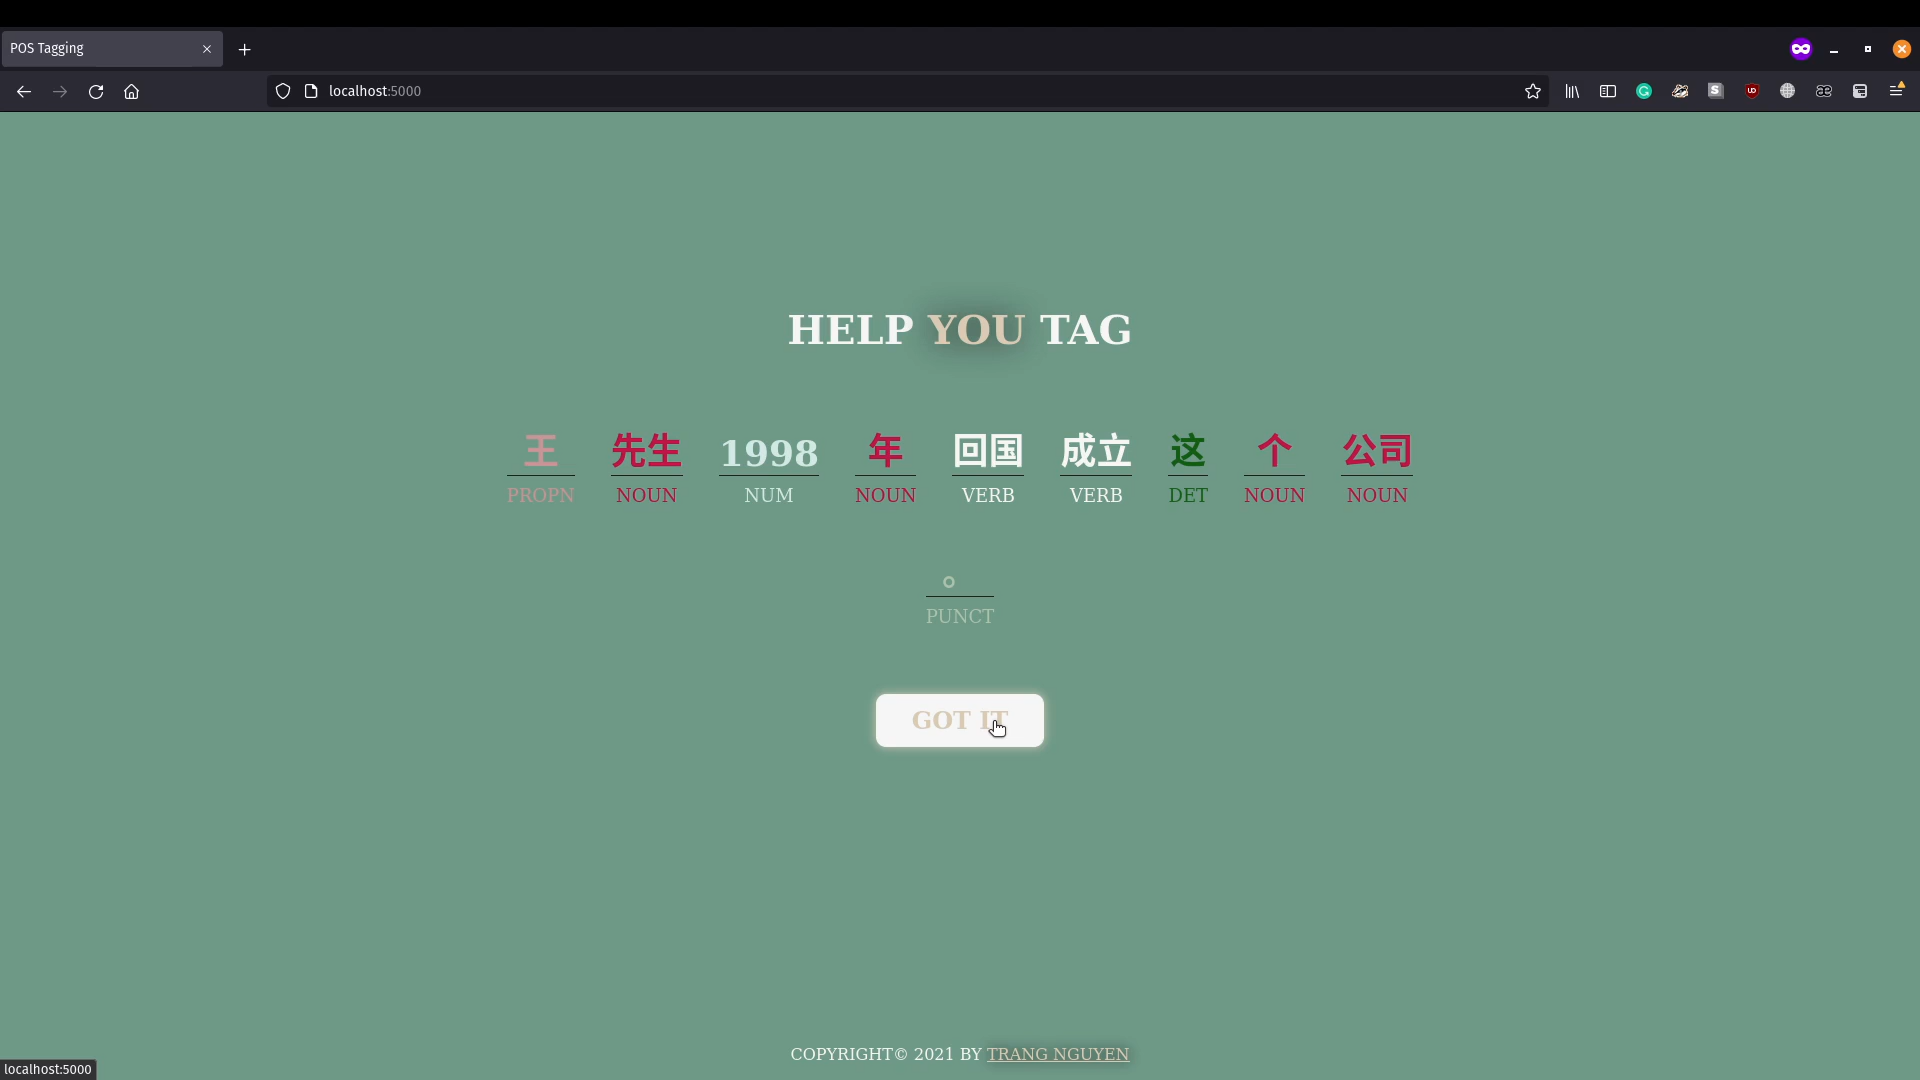 POS Tagging
localhost:5000
HELP YOU TAG
王 先生 1998 年 回国 成立 这 个 公司
PROPN NOUN NUM NOUN VERB VERB DET NOUN NOUN
。
PUNCT
GOT IT
COPYRIGHT© 2021 BY TRANG NGUYEN
localhost:5000